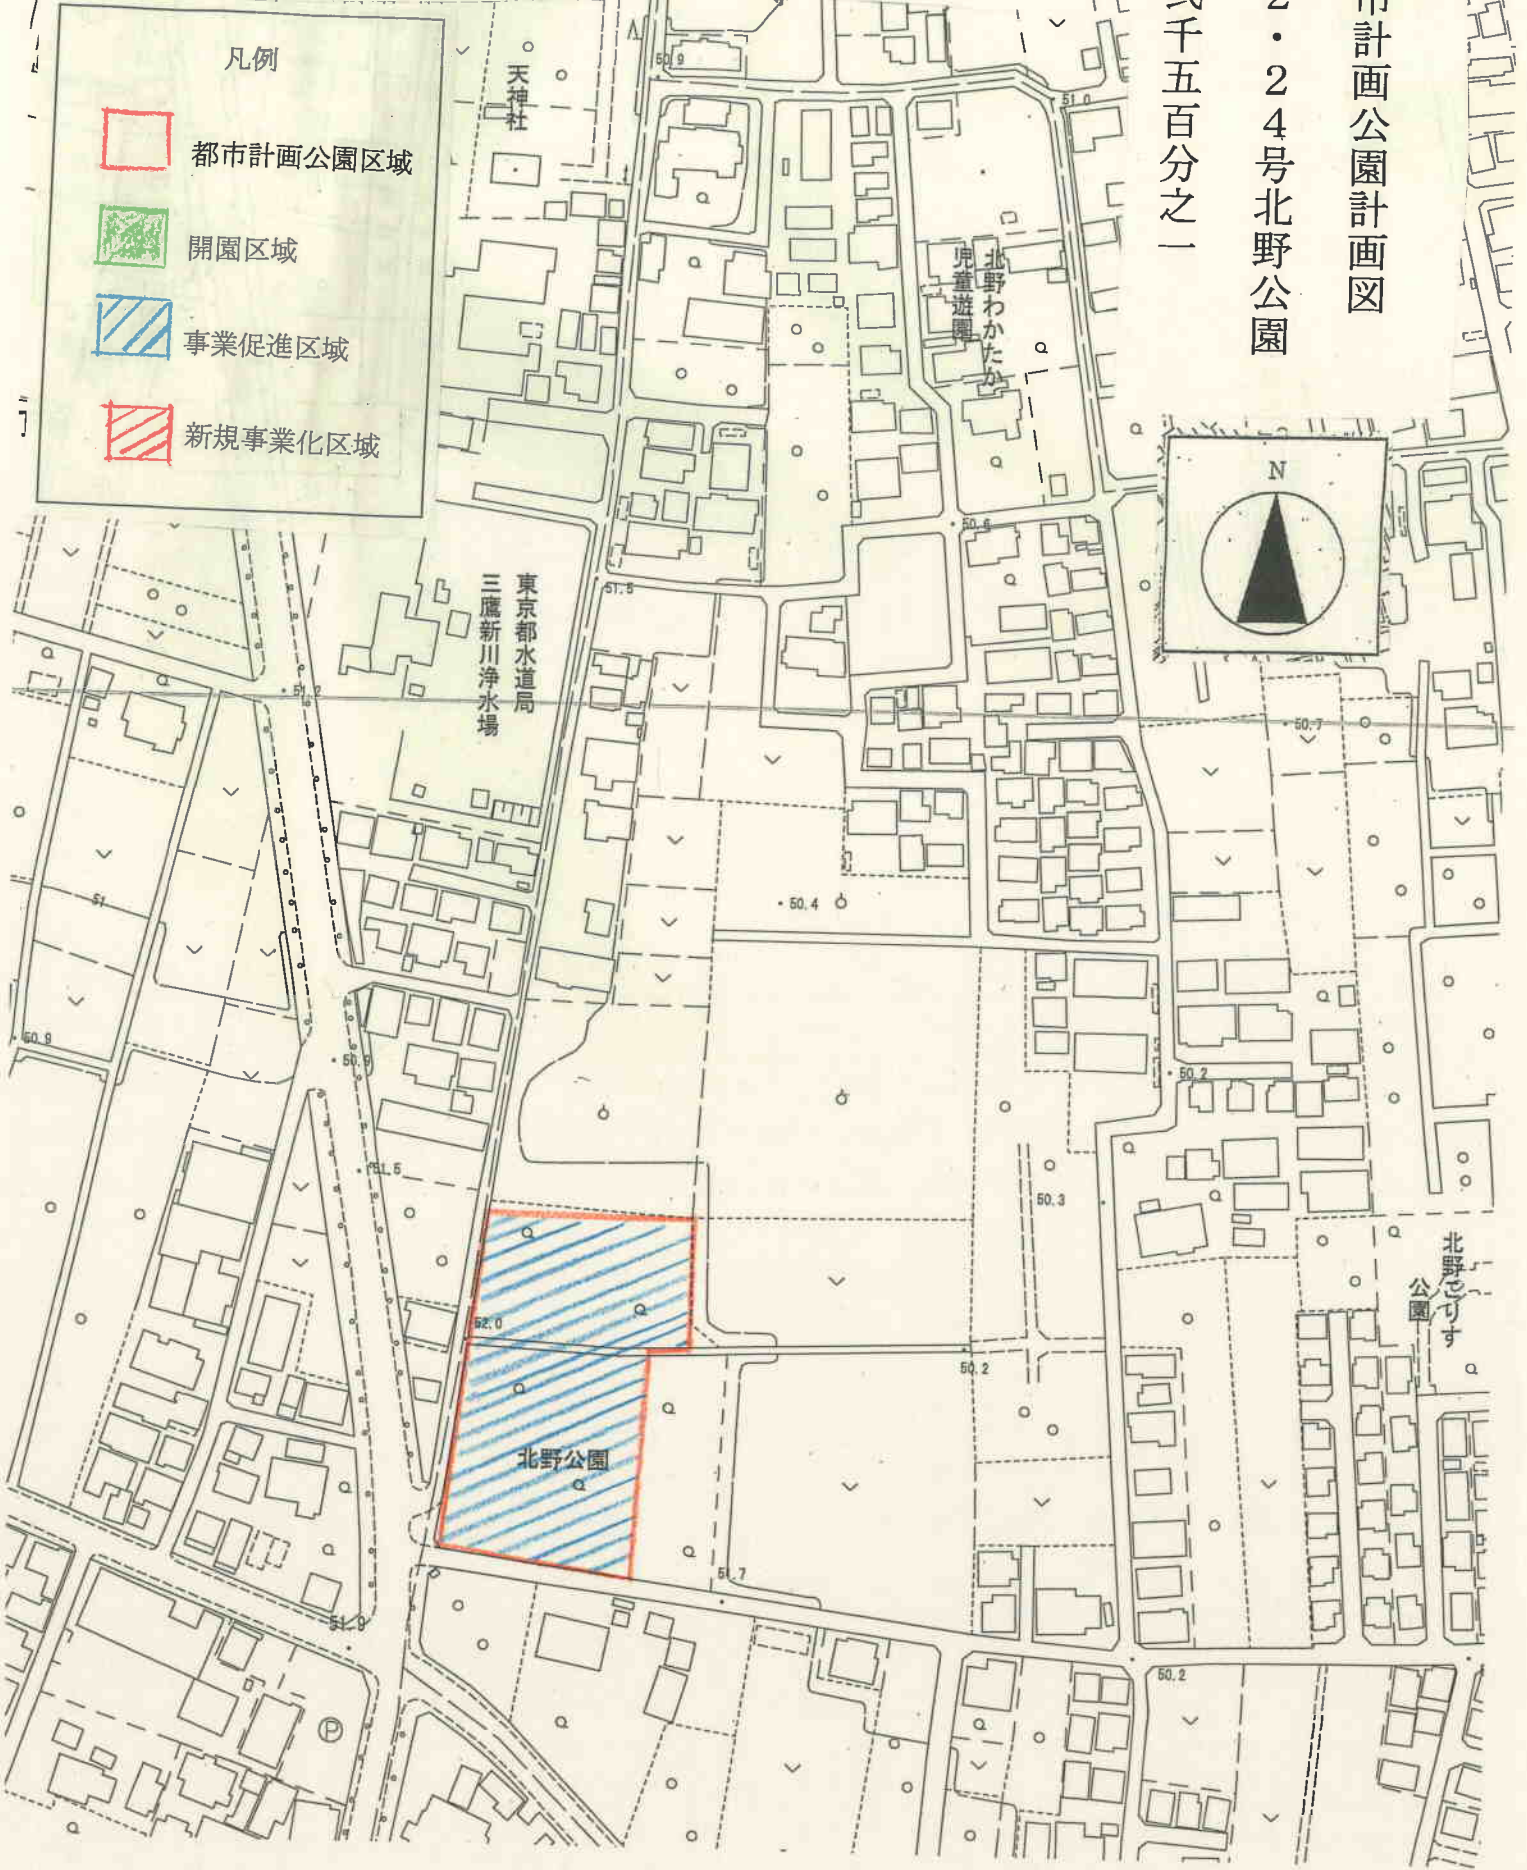 市計画公園計画図
2・24号北野公園
弐千五百分之一
凡例
都市計画公園区域
開園区域
事業促進区域
新規事業化区域
N
天神社
北野わかたか
児童遊園
東京都水道局
三鷹新川浄水場
北野こりす
公園
北野公園
50.9
51.0
50.6
51.5
51.2
50.7
51
50.4
50.9
50.9
50.2
51.5
50.3
52.0
50.2
51.7
51.9
50.2
P